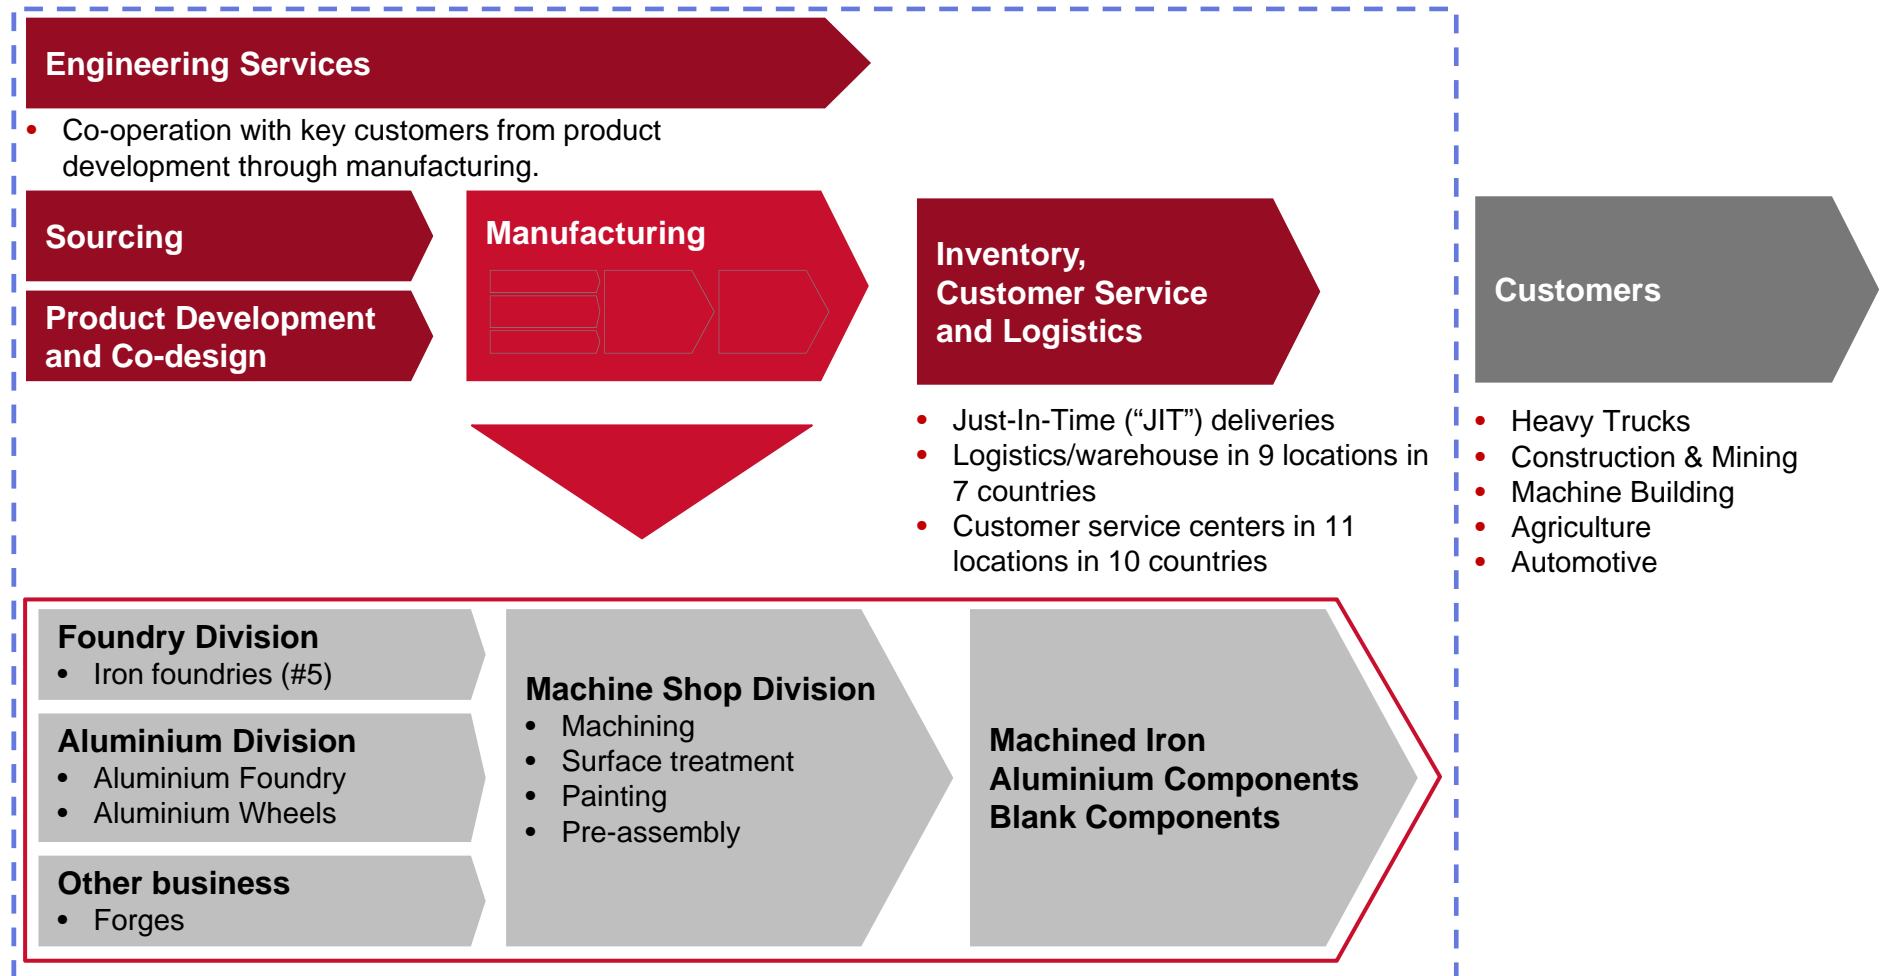 Engineering Services
• Co-operation with key customers from product
development through manufacturing.
Sourcing
Product Development
and Co-design
Manufacturing
Inventory,
Customer Service
and Logistics
• Just-In-Time (“JIT”) deliveries
• Logistics/warehouse in 9 locations in
7 countries
• Customer service centers in 11
locations in 10 countries
Customers
• Heavy Trucks
• Construction & Mining
• Machine Building
• Agriculture
• Automotive
Foundry Division
• Iron foundries (#5)
Aluminium Division
• Aluminium Foundry
• Aluminium Wheels
Other business
• Forges
Machine Shop Division
• Machining
• Surface treatment
• Painting
• Pre-assembly
Machined Iron
Aluminium Components
Blank Components